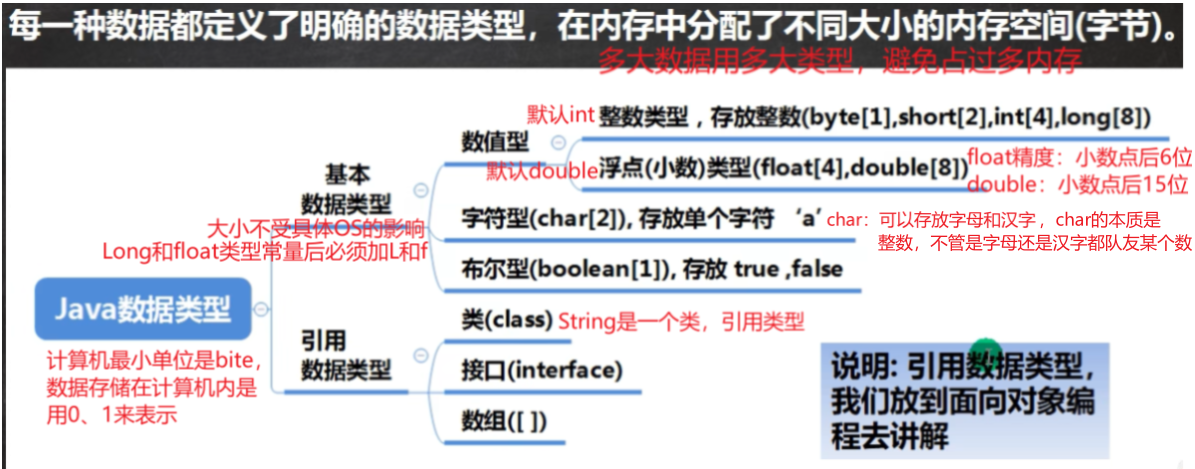 每一种数据都定义了明确的数据类型，在内存中分配了不同大小的内存空间(字节)。
多大数据用多大类型，避免占过多内存
默认int
整数类型，存放整数(byte[1],short[2],int[4],long[8])
数值型
默认double
浮点(小数)类型(float[4],double[8])
float精度：小数点后6位
double：小数点后15位
基本
数据类型
大小不受具体OS的影响
Long和float类型常量后必须加L和f
字符型(char[2]), 存放单个字符 ‘a’
char：可以存放字母和汉字，char的本质是
整数，不管是字母还是汉字都队友某个数
布尔型(boolean[1]), 存放 true ,false
Java数据类型
引用
数据类型
类(class)
String是一个类，引用类型
接口(interface)
数组([ ])
计算机最小单位是bite，
数据存储在计算机内是
用0、1来表示
说明: 引用数据类型，
我们放到面向对象编
程去讲解